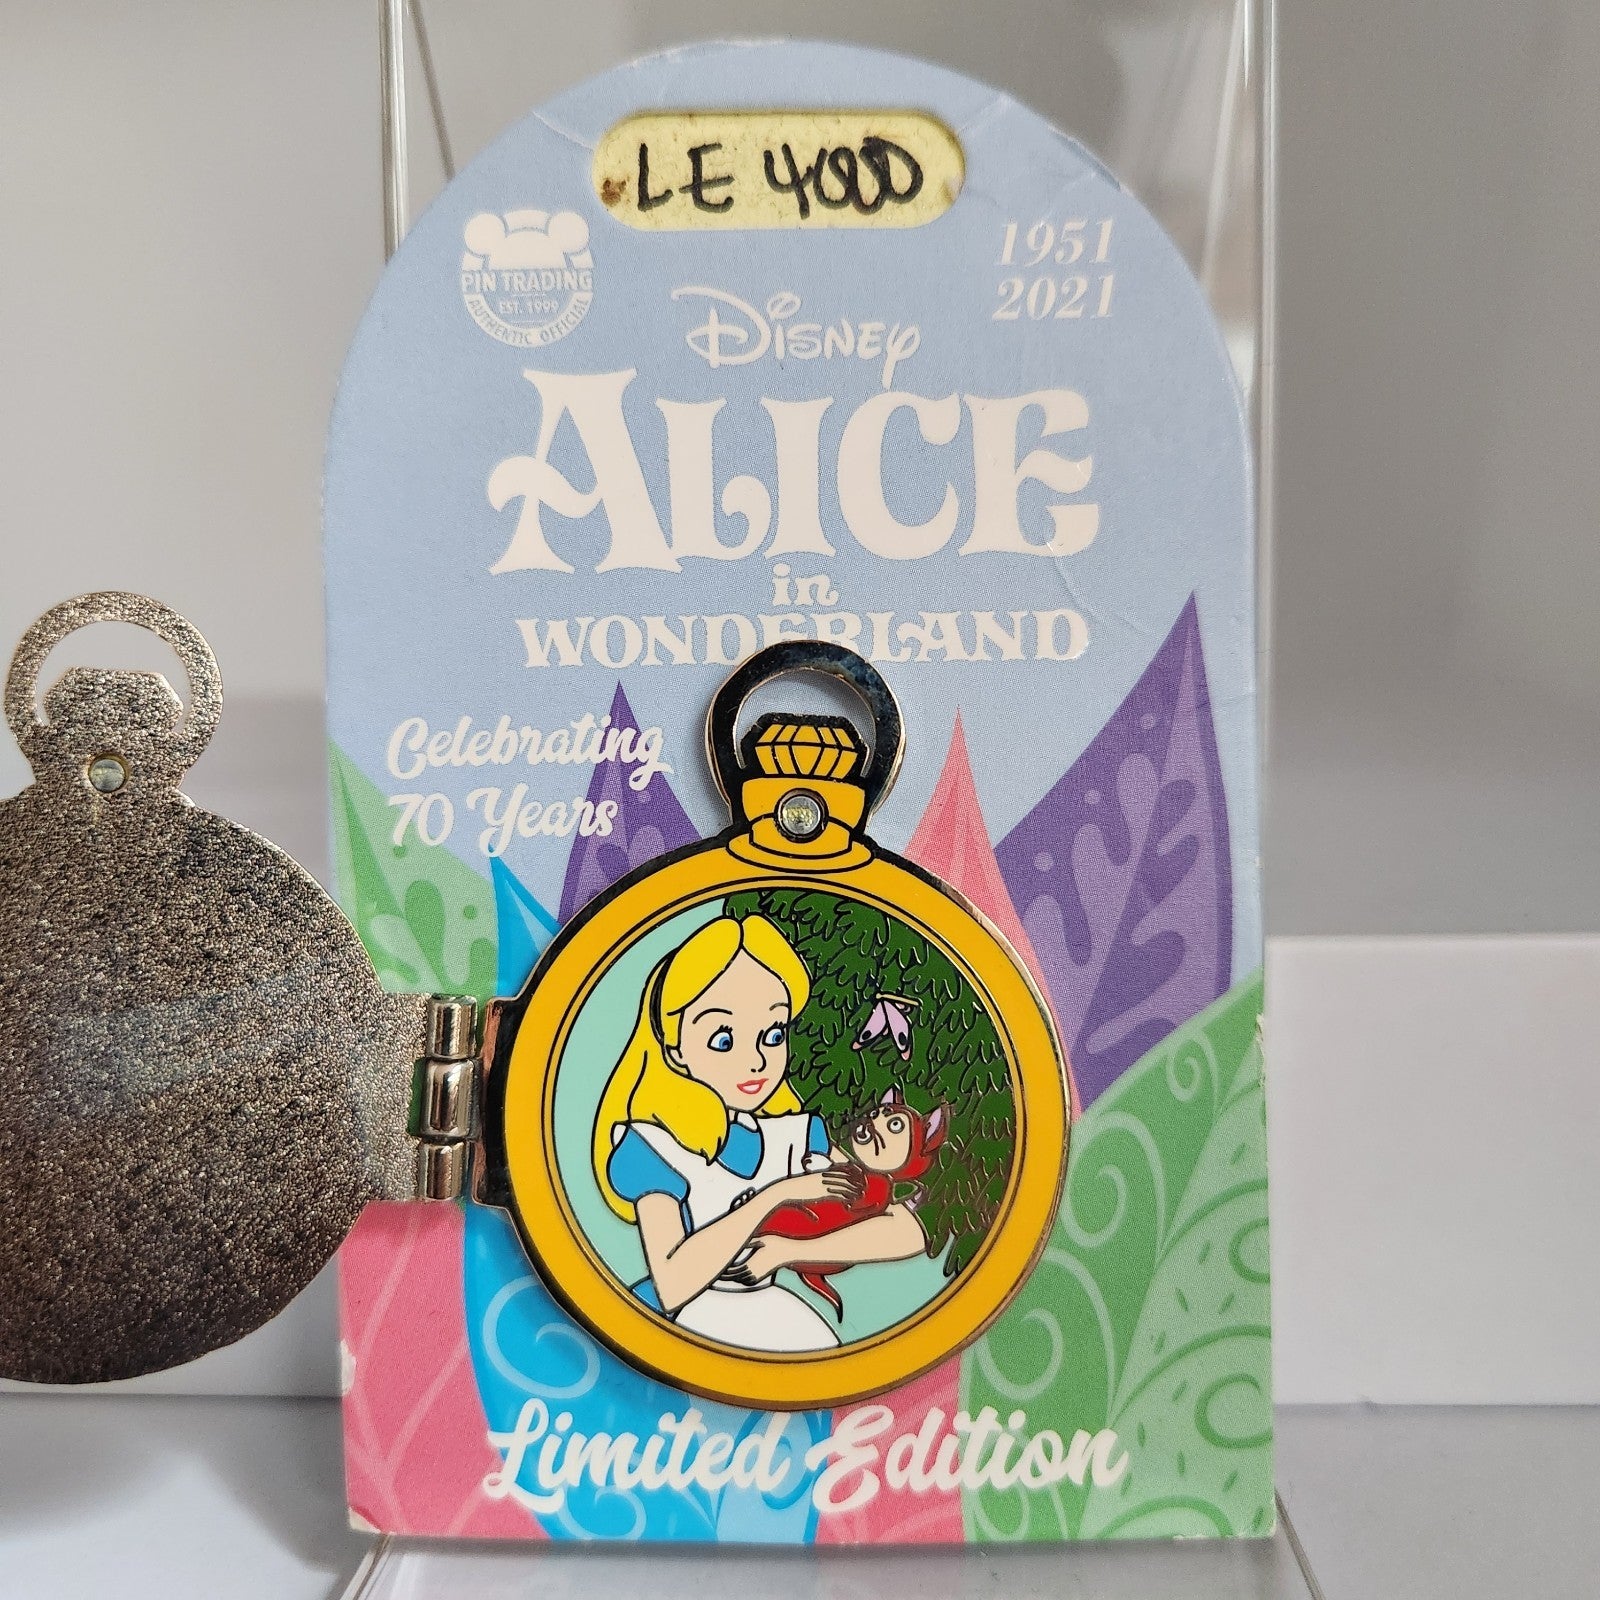 LE 4000
PIN TRADING
EST. 1999
AUTHENTIC OFFICIAL
1951
2021
Disney
ALICE
in
WONDERLAND
Celebrating
70 Years
Limited Edition